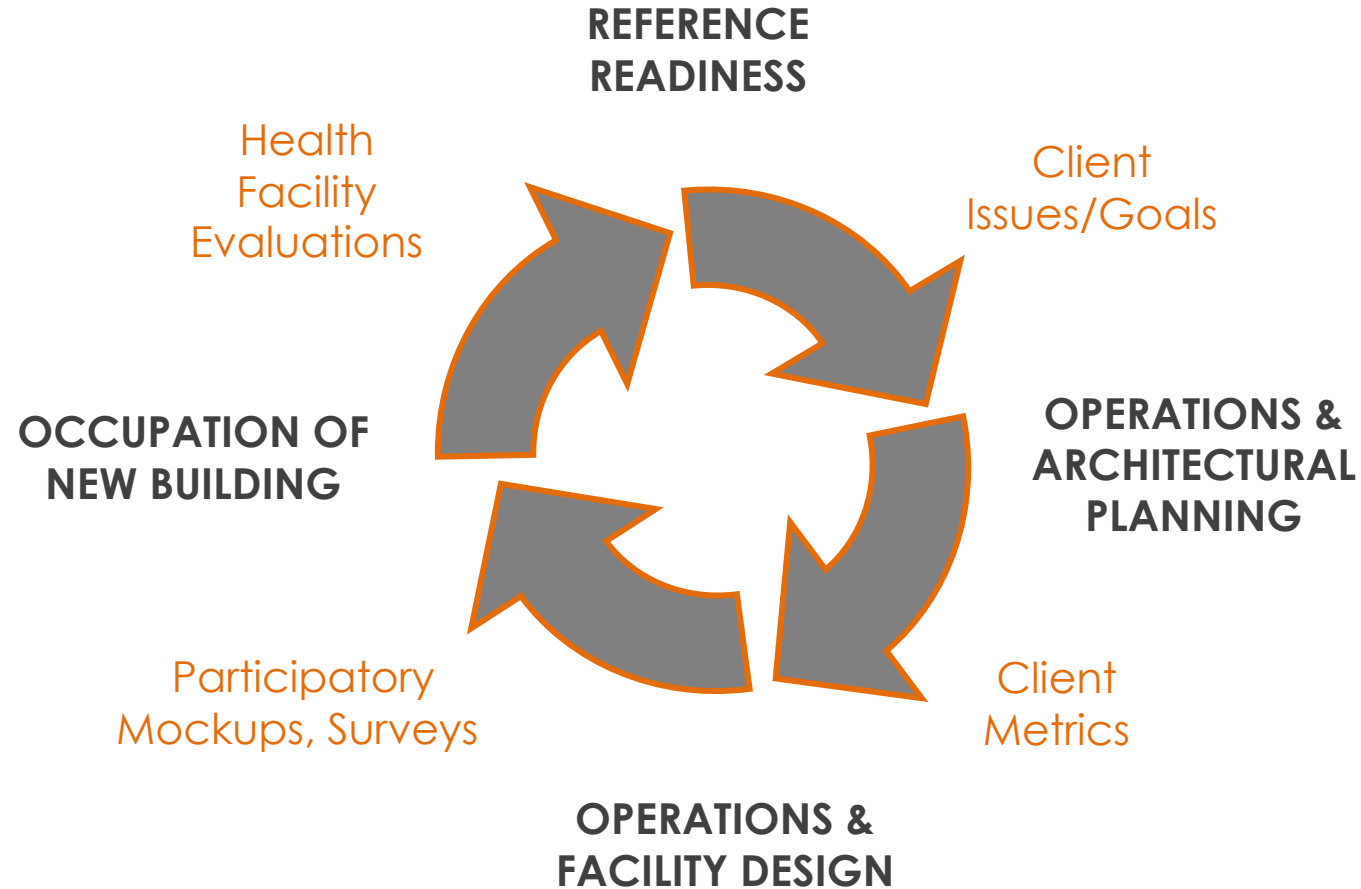 REFERENCE
READINESS
Health
Facility
Evaluations
Client
Issues/Goals
OCCUPATION OF
NEW BUILDING
OPERATIONS &
ARCHITECTURAL
PLANNING
Participatory
Mockups, Surveys
Client
Metrics
OPERATIONS &
FACILITY DESIGN